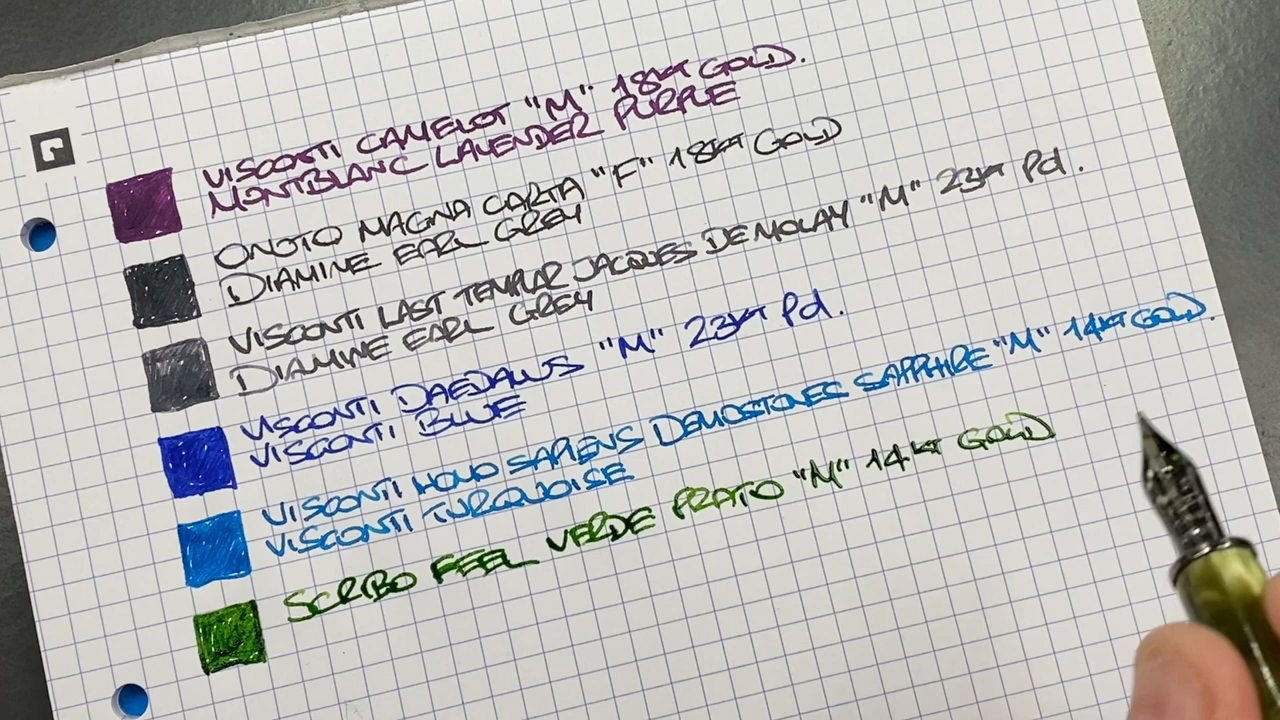 VISCONTI CAMELOT "M" 18KT GOLD.
MONTBLANC LAVENDER PURPLE
ONOTO MAGNA CARTA "F" 18KT GOLD
DIAMINE EARL GREY
VISCONTI LAST TEMPLAR JACQUES DEMOLAY "M" 23KT Pd.
DIAMINE EARL GREY
VISCONTI DAEDALUS "M" 23KT Pd.
VISCONTI BLUE
VISCONTI HOMO SAPIENS DEMOSTONES SAPPHIRE "M" 14KT GOLD.
VISCONTI TURQUOISE
SCRIBO FEEL VERDE PRATO "M" 14KT GOLD